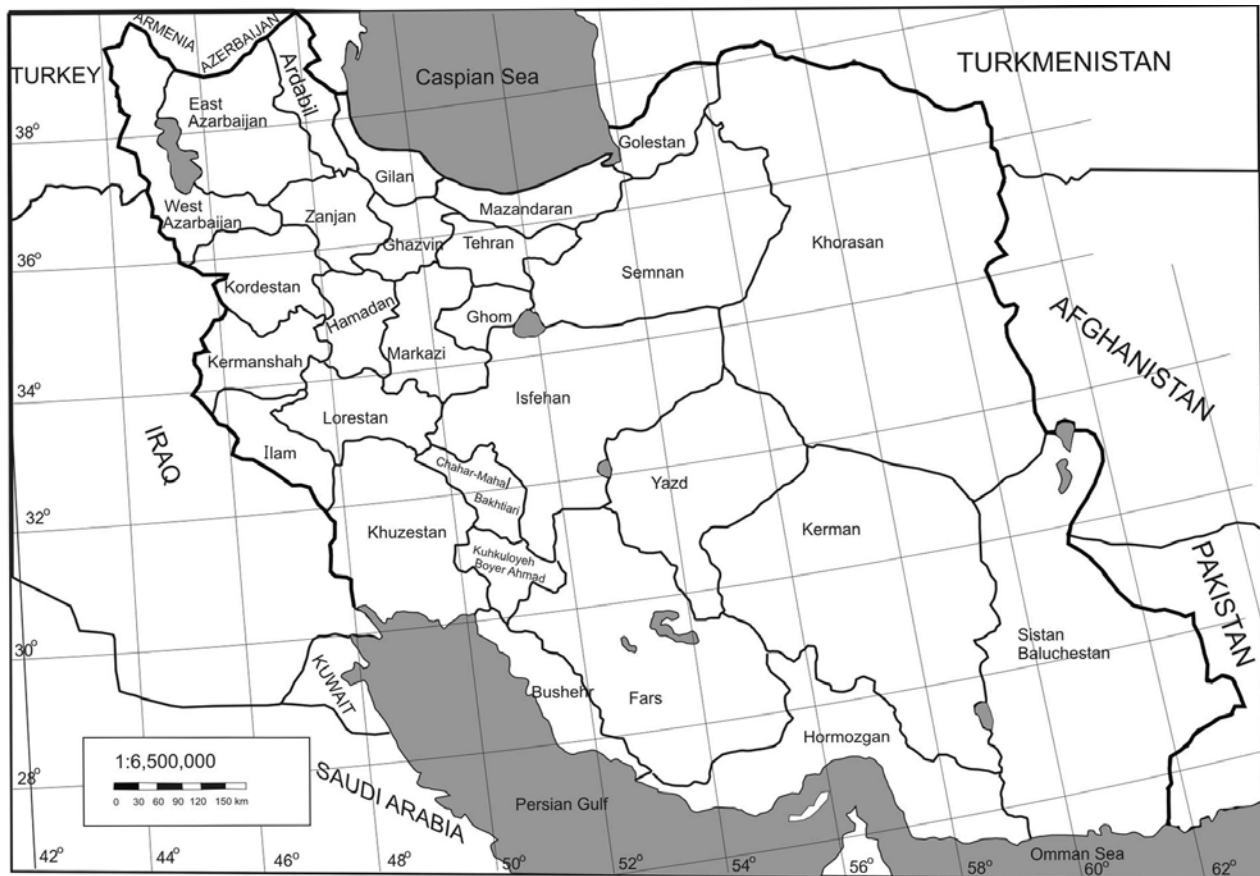 ARMENIA
AZERBAIJAN
TURKEY
Caspian Sea
TURKMENISTAN
East
Azarbaijan
Ardabil
38°
Golestan
Gilan
West
Azarbaijan
Zanjan
Mazandaran
Ghazvin
Tehran
Khorasan
36°
Semnan
Kordestan
Hamadan
Ghom
Markazi
Kermanshah
AFGHANISTAN
34°
Isfehan
Lorestan
IRAQ
Ilam
Chahar-Mahal
Bakhtiari
Yazd
32°
Khuzestan
Kerman
Kuhkuloyeh
Boyer Ahmad
PAKISTAN
30°
Sistan
Baluchestan
KUWAIT
Bushehr
Fars
Hormozgan
1:6,500,000
0 30 60 90 120 150 km
28°
SAUDI ARABIA
Persian Gulf
Omman Sea
42° 44° 46° 48° 50° 52° 54° 56° 58° 60° 62°